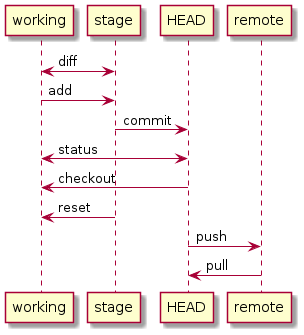 working stage HEAD remote
diff
add
commit
status
checkout
reset
push
pull
working stage HEAD remote